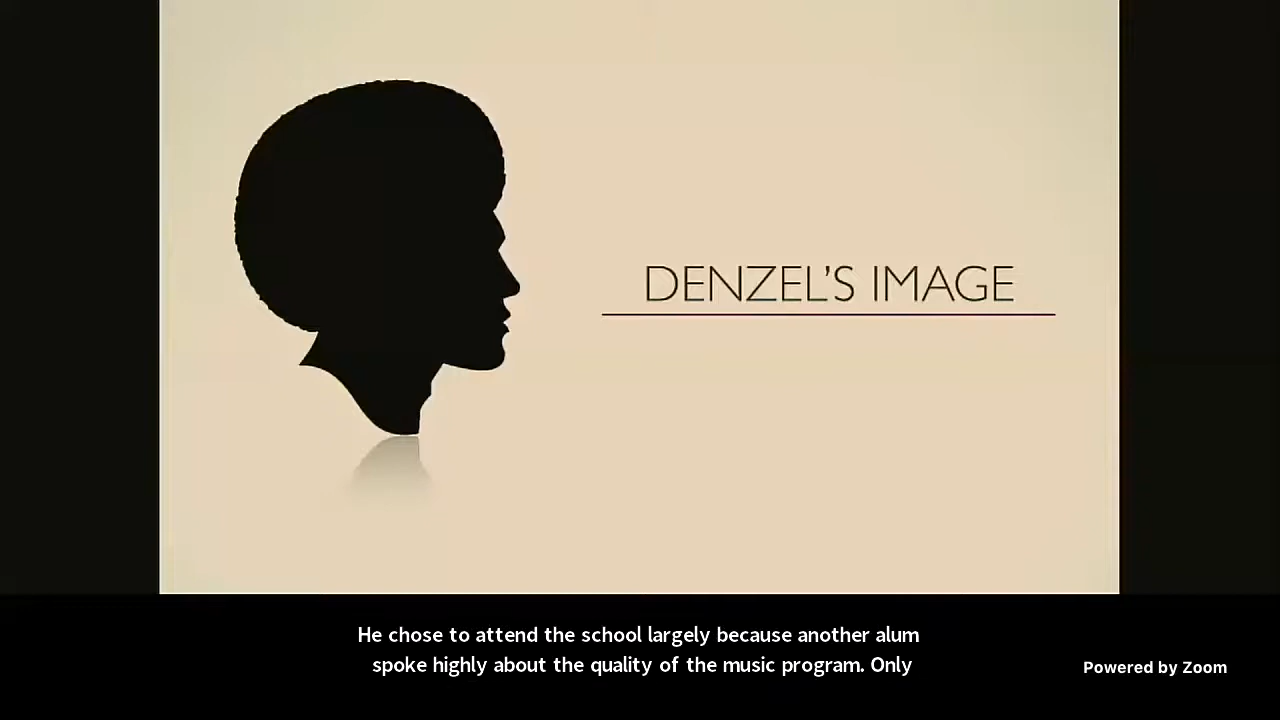 DENZEL’S IMAGE
He chose to attend the school largely because another alum
spoke highly about the quality of the music program. Only
Powered by Zoom